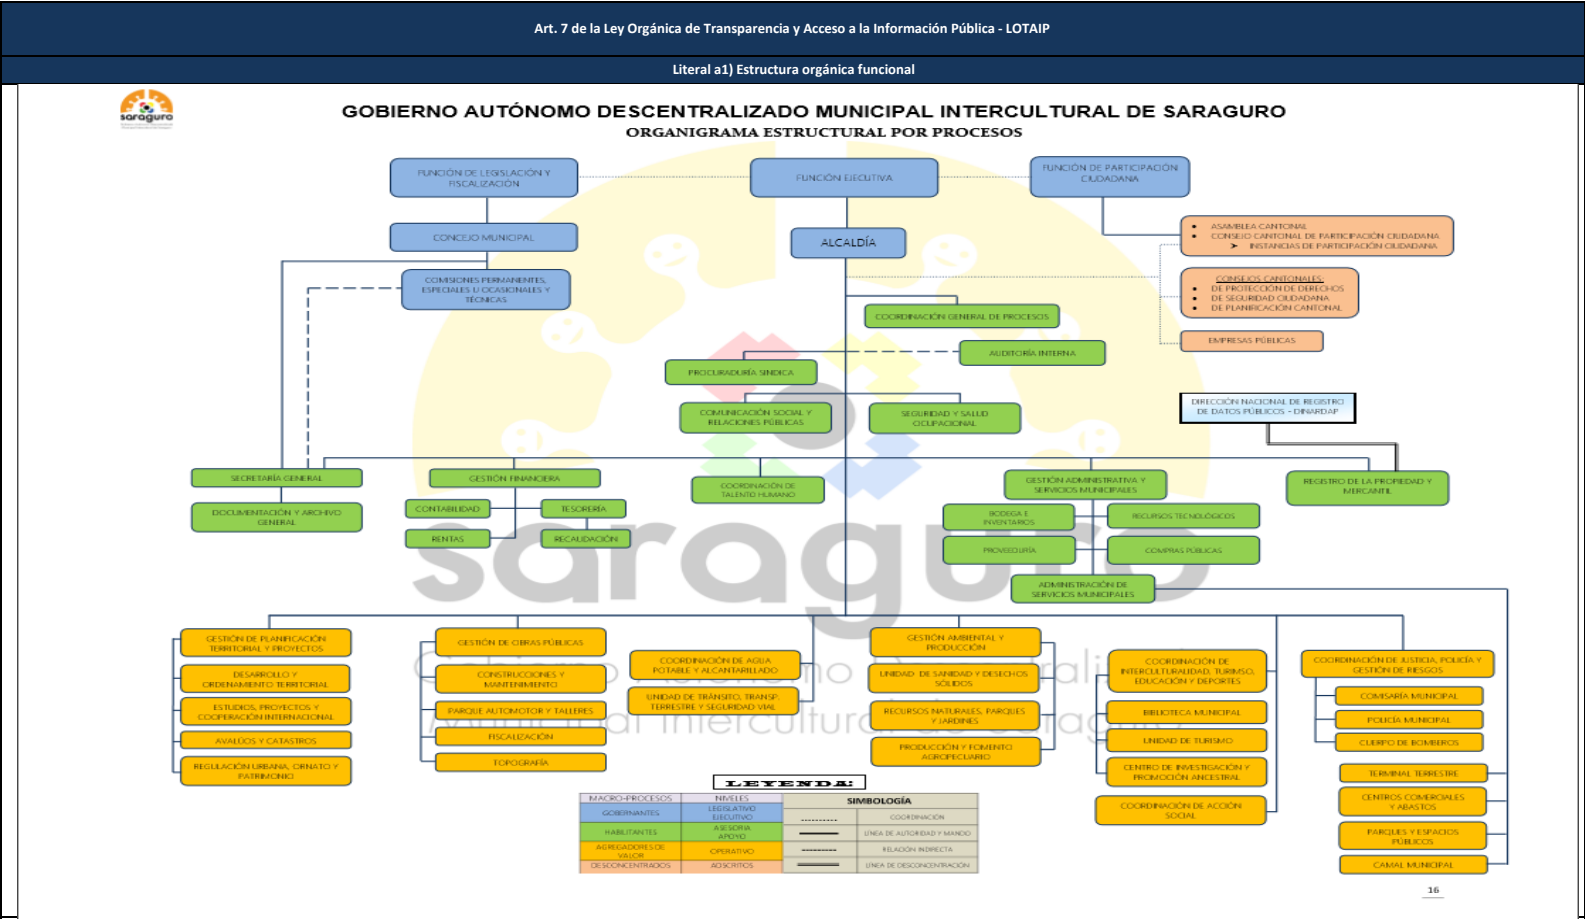 Art. 7 de la Ley Orgánica de Transparencia y Acceso a la Información Pública - LOTAIP
Literal a1) Estructura orgánica funcional
saraguro
GOBIERNO AUTÓNOMO DESCENTRALIZADO MUNICIPAL INTERCULTURAL DE SARAGURO
ORGANIGRAMA ESTRUCTURAL POR PROCESOS
FUNCIÓN DE LEGISLACIÓN Y
FISCALIZACIÓN
FUNCIÓN EJECUTIVA
FUNCIÓN DE PARTICIPACIÓN
CIUDADANA
CONCEJO MUNICIPAL
ALCALDÍA
• ASAMBLEA CANTONAL
• CONSEJO CANTONAL DE PARTICIPACIÓN CIUDADANA
➤ INSTANCIAS DE PARTICIPACIÓN CIUDADANA
COMISIONES PERMANENTES,
ESPECIALES U OCASIONALES Y
TÉCNICAS
CONSEJOS CANTONALES:
• DE PROTECCIÓN DE DERECHOS
• DE SEGURIDAD CIUDADANA
• DE PLANIFICACIÓN CANTONAL
COORDINACIÓN GENERAL DE PROCESOS
EMPRESAS PÚBLICAS
AUDITORÍA INTERNA
PROCURADURÍA SINDICA
COMUNICACIÓN SOCIAL Y
RELACIONES PÚBLICAS
SEGURIDAD Y SALUD
OCUPACIONAL
DIRECCIÓN NACIONAL DE REGISTRO
DE DATOS PÚBLICOS - DINARDAP
SECRETARÍA GENERAL
GESTIÓN FINANCIERA
COORDINACIÓN DE
TALENTO HUMANO
GESTIÓN ADMINISTRATIVA Y
SERVICIOS MUNICIPALES
REGISTRO DE LA PROPIEDAD Y
MERCANTIL
DOCUMENTACIÓN Y ARCHIVO
GENERAL
CONTABILIDAD
TESORERÍA
RENTAS
RECAUDACIÓN
BODEGA E
INVENTARIOS
RECURSOS TECNOLÓGICOS
PROVEEDURÍA
COMPRAS PÚBLICAS
ADMINISTRACIÓN DE
SERVICIOS MUNICIPALES
saraguro
GESTIÓN DE PLANIFICACIÓN
TERRITORIAL Y PROYECTOS
DESARROLLO Y
ORDENAMIENTO TERRITORIAL
ESTUDIOS, PROYECTOS Y
COOPERACIÓN INTERNACIONAL
AVALÚOS Y CATASTROS
REGULACIÓN URBANA, ORNATO Y
PATRIMONIO
GESTIÓN DE OBRAS PÚBLICAS
CONSTRUCCIONES Y
MANTENIMIENTO
PARQUE AUTOMOTOR Y TALLERES
FISCALIZACIÓN
TOPOGRAFÍA
COORDINACIÓN DE AGUA
POTABLE Y ALCANTARILLADO
UNIDAD DE TRÁNSITO, TRANSP.
TERRESTRE Y SEGURIDAD VIAL
GESTIÓN AMBIENTAL Y
PRODUCCIÓN
UNIDAD DE SANIDAD Y DESECHOS
SÓLIDOS
RECURSOS NATURALES, PARQUES
Y JARDINES
PRODUCCIÓN Y FOMENTO
AGROPECUARIO
COORDINACIÓN DE
INTERCULTURALIDAD, TURIMSO,
EDUCACIÓN Y DEPORTES
BIBLIOTECA MUNICIPAL
UNIDAD DE TURISMO
CENTRO DE INVESTIGACIÓN Y
PROMOCIÓN ANCESTRAL
COORDINACIÓN DE ACCIÓN
SOCIAL
COORDINACIÓN DE JUSTICIA, POLICÍA Y
GESTIÓN DE RIESGOS
COMISARÍA MUNICIPAL
POLICÍA MUNICIPAL
CUERPO DE BOMBEROS
TERMINAL TERRESTRE
CENTROS COMERCIALES
Y ABASTOS
PARQUES Y ESPACIOS
PÚBLICOS
CAMAL MUNICIPAL
LEYENDA:
MACRO-PROCESOS NIVELES SIMBOLOGÍA
GOBERNANTES LEGISLATIVO
EJECUTIVO COORDINACIÓN
HABILITANTES ASESORIA
APOYO LÍNEA DE AUTORIDAD Y MANDO
AGREGADORES DE
VALOR OPERATIVO RELACIÓN INDIRECTA
DESCONCENTRADOS ADSCRITOS LÍNEA DE DESCONCENTRACIÓN
16